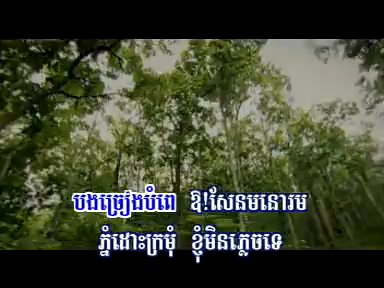 បងច្រៀងបំពេ ឱ!សែនមនោរម
ភ្នំដោះក្រមុំ ខ្ញុំមិនភ្លេចទេ